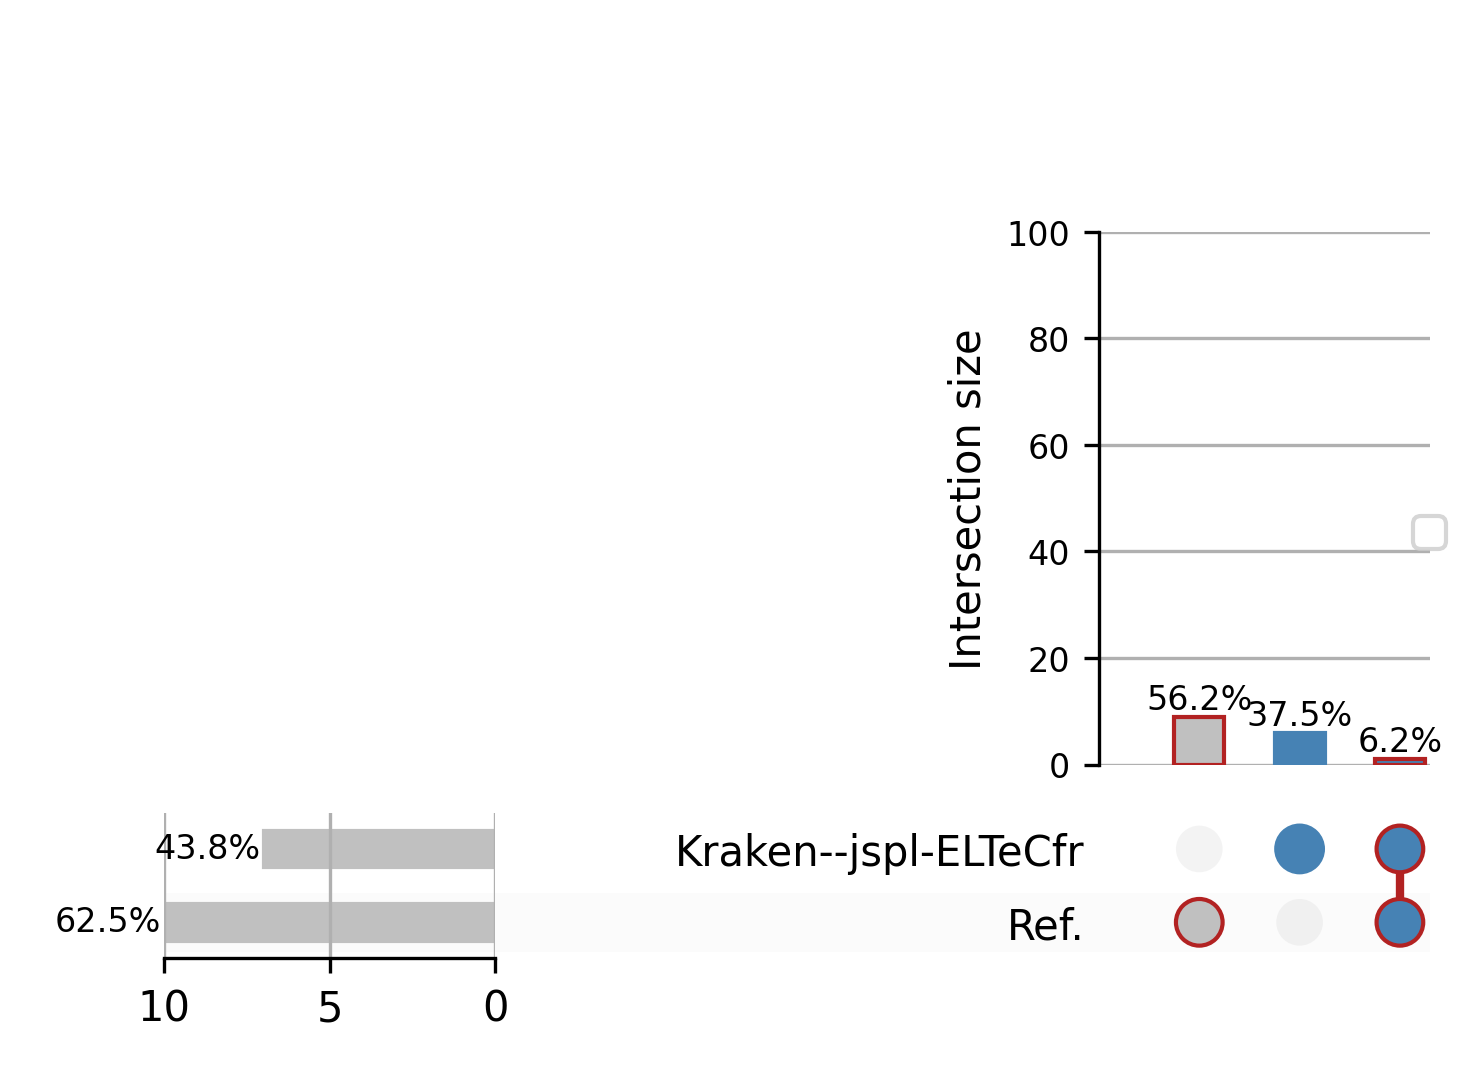 100
80
60
40
20
0
Intersection size
56.2%
37.5%
6.2%
43.8%
Kraken--jspl-ELTeCfr
62.5%
Ref.
10 5 0